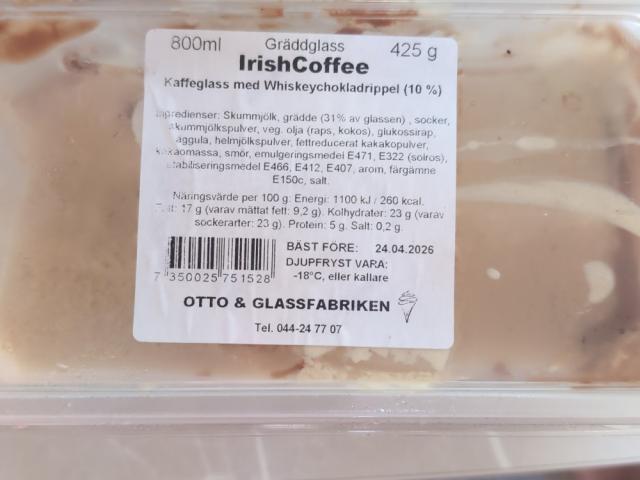 800ml Gräddglass 425 g
IrishCoffee
Kaffeglass med Whiskeychokladrippel (10 %)
Ingredienser: Skummjölk, grädde (31% av glassen) , socker,
skummjölkspulver, veg. olja (raps, kokos), glukossirap,
äggula, helmjölkspulver, fettreducerat kakakopulver,
kakaomassa, smör, emulgeringsmedel E471, E322 (soiros),
stabiliseringsmedel E466, E412, E407, arom, färgämne
E150c, salt.
Näringsvärde per 100 g: Energi: 1100 kJ / 260 kcal.
Fett: 17 g (varav mättat fett: 9,2 g). Kolhydrater: 23 g (varav
sockerarter: 23 g). Protein: 5 g. Salt: 0,2 g.
BÄST FÖRE: 24.04.2026
DJUPFRYST VARA:
-18°C, eller kallare
7 350025 751528
OTTO & GLASSFABRIKEN
Tel. 044-24 77 07